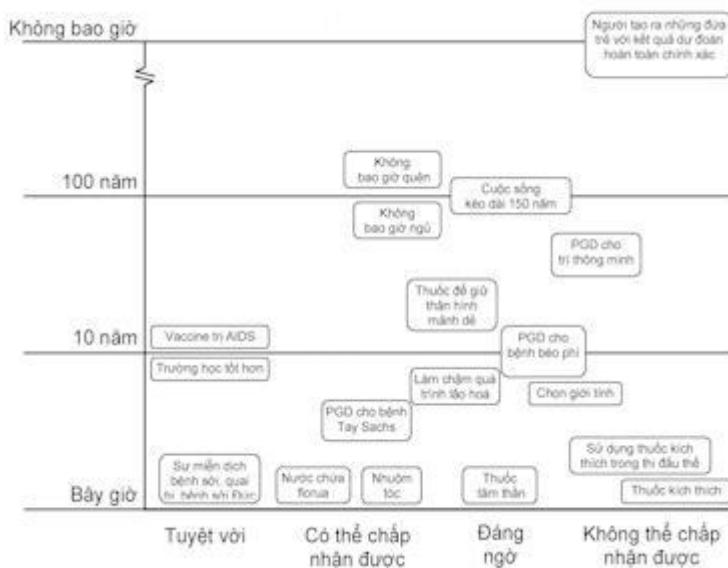 Không bao giờ
Người tạo ra những đứa
trẻ với kết quả dự đoán
hoàn toàn chính xác
Không
bao giờ quên
100 năm
Cuộc sống
kéo dài 150 năm
Không
bao giờ ngủ
PGD cho
trí thông minh
Thuốc để giữ
thân hình
mảnh dẻ
10 năm
Vaccine trị AIDS
PGD cho
bệnh béo phì
Trường học tốt hơn
Làm chậm quá
trình lão hoá
Chọn giới tính
PGD cho bệnh
Tay Sachs
Sử dụng thuốc kích
thích trong thi đấu thể
Sự miễn dịch
bệnh sởi, quai
bị, bệnh sởi Đức
Nước chứa
florua
Nhuộm
tóc
Thuốc
tâm thần
Thuốc kích thích
Bây giờ
Tuyệt vời
Có thể chấp
nhận được
Đáng
ngờ
Không thể chấp
nhận được